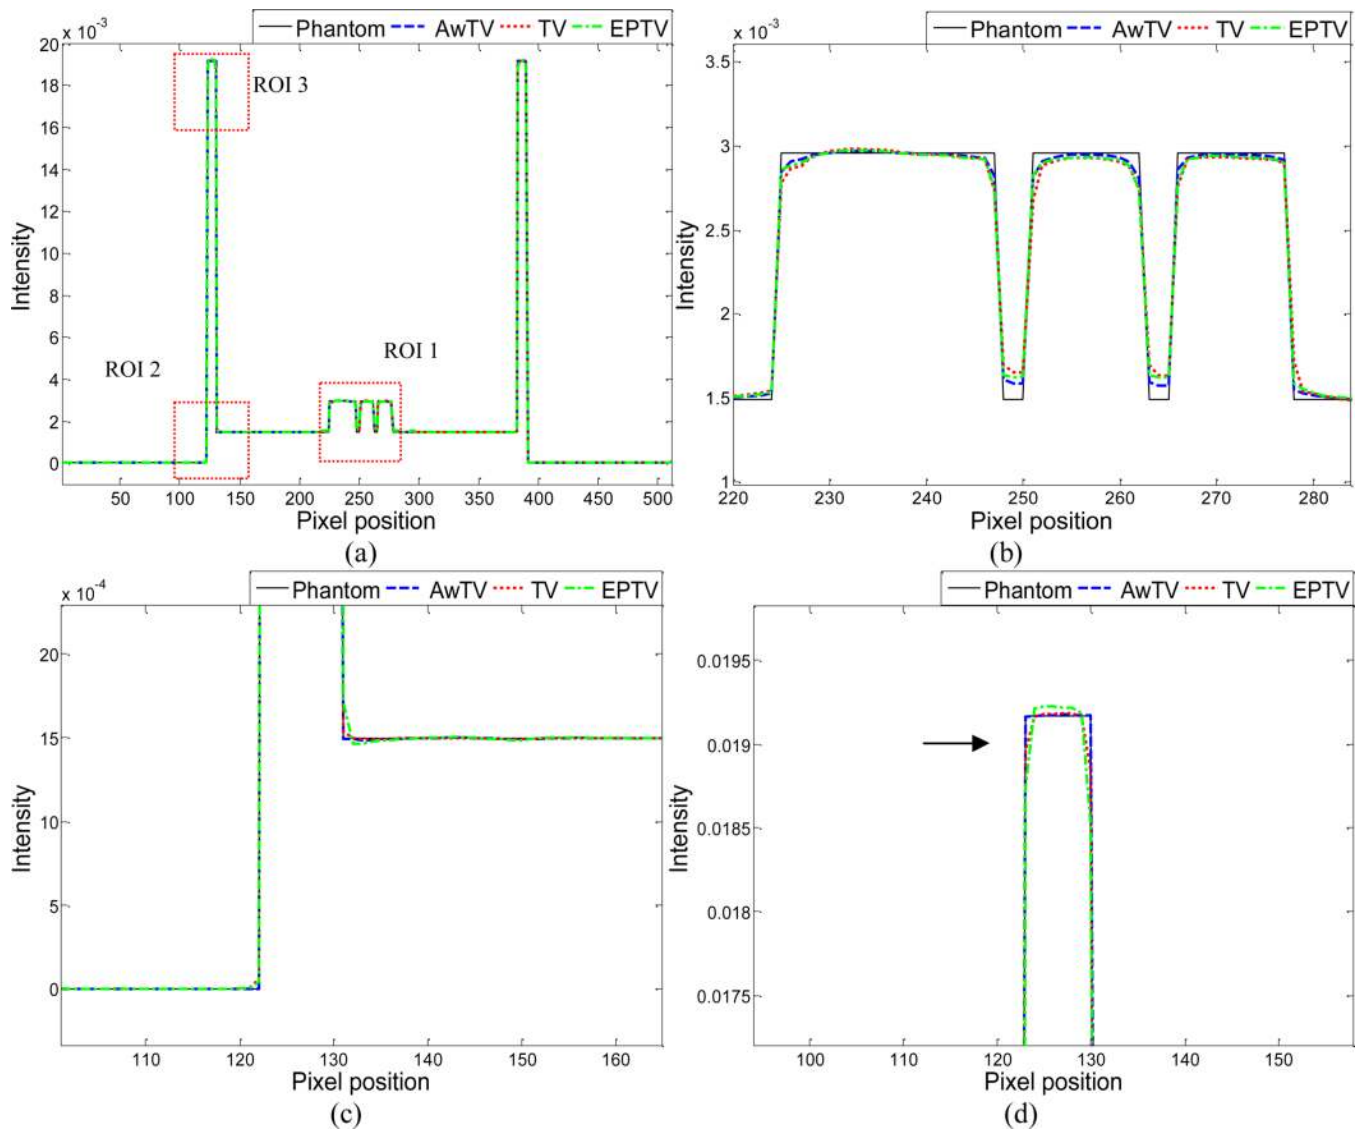 Phantom AwTV TV EPTV
x 10⁻³
20
18
16
14
12
10
8
6
4
2
0
Intensity
ROI 3
ROI 2
ROI 1
50 100 150 200 250 300 350 400 450 500
Pixel position
(a)
Phantom AwTV TV EPTV
x 10⁻³
3.5
3
2.5
2
1.5
1
Intensity
220 230 240 250 260 270 280
Pixel position
(b)
Phantom AwTV TV EPTV
x 10⁻⁴
20
15
10
5
0
Intensity
110 120 130 140 150 160
Pixel position
(c)
Phantom AwTV TV EPTV
0.0195
0.019
0.0185
0.018
0.0175
Intensity
100 110 120 130 140 150
Pixel position
(d)